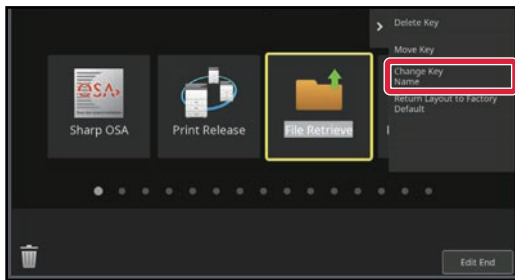 Delete Key
Move Key
Change Key
Name
Return Layout to Factory
Default
OSA
Sharp OSA
Print Release
File Retrieve
Edit End